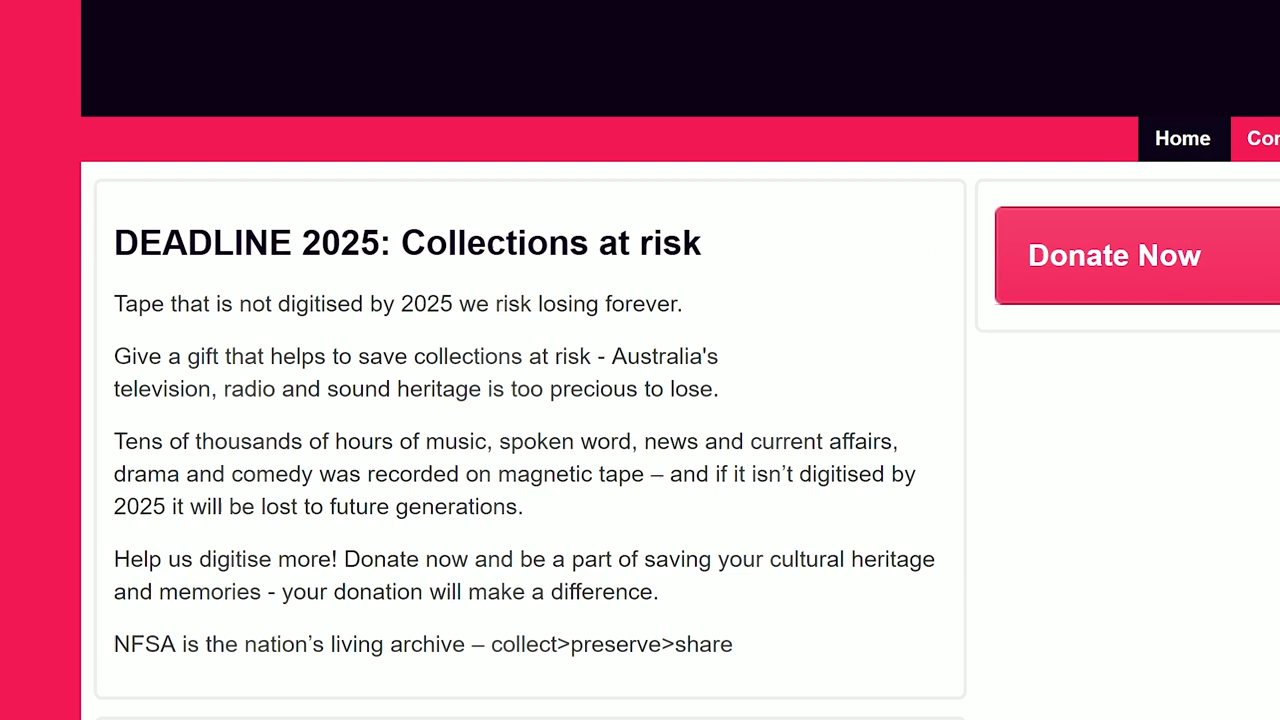 Home
DEADLINE 2025: Collections at risk
Donate Now
Tape that is not digitised by 2025 we risk losing forever.
Give a gift that helps to save collections at risk - Australia's
television, radio and sound heritage is too precious to lose.
Tens of thousands of hours of music, spoken word, news and current affairs,
drama and comedy was recorded on magnetic tape – and if it isn’t digitised by
2025 it will be lost to future generations.
Help us digitise more! Donate now and be a part of saving your cultural heritage
and memories - your donation will make a difference.
NFSA is the nation’s living archive – collect>preserve>share